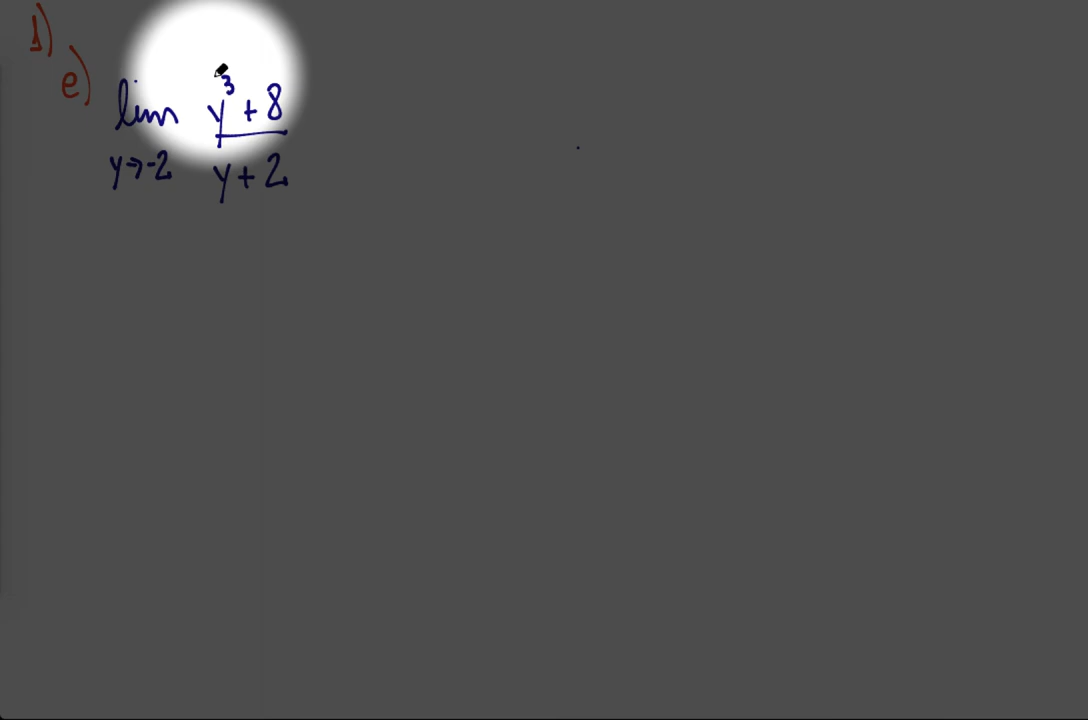 1)
e)
lim y³ + 8
y→-2 y + 2